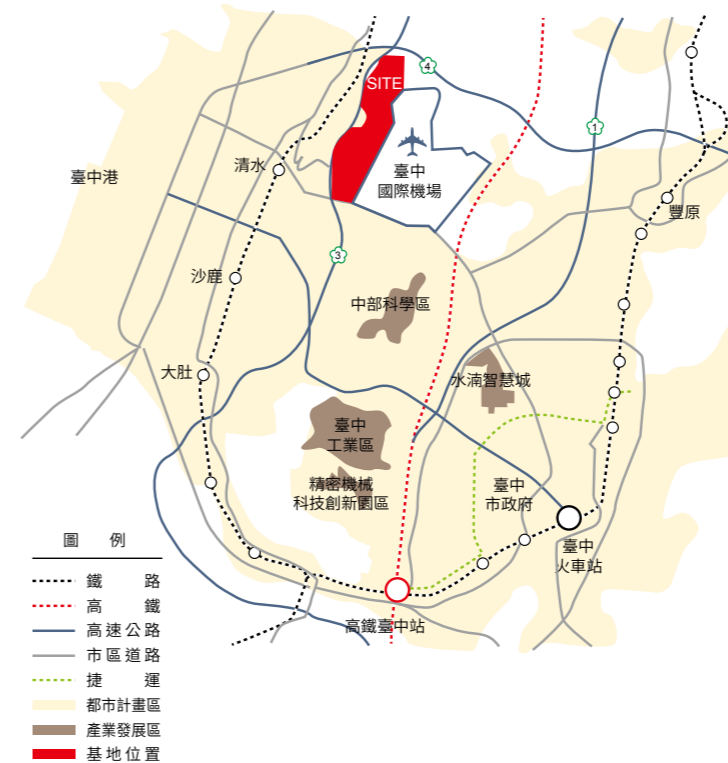 4
SITE
1
清水
臺中港
臺中
國際機場
豐原
3
沙鹿
中部科學區
大肚
水湳智慧城
臺中
工業區
精密機械
科技創新園區
臺中
市政府
臺中
火車站
高鐵臺中站
圖 例
鐵 路
高 鐵
高速公路
市區道路
捷 運
都市計畫區
產業發展區
基地位置